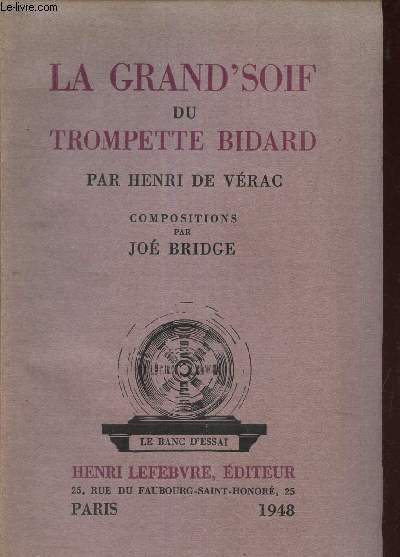 Le-livre.com
LA GRAND'SOIF
DU
TROMPETTE BIDARD
PAR HENRI DE VÉRAC
COMPOSITIONS
PAR
JOÉ BRIDGE
LE BANC D'ESSAI
HENRI LEFEBVRE, ÉDITEUR
25, RUE DU FAUBOURG-SAINT-HONORÉ, 25
PARIS 1948